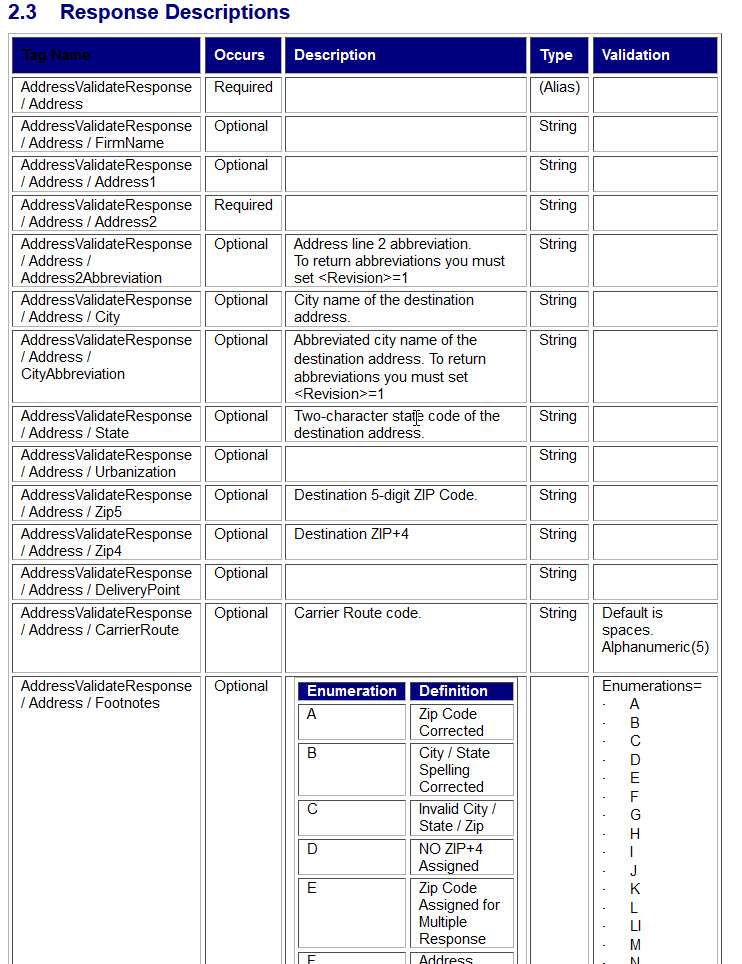 2.3 Response Descriptions
Tag Name Occurs Description Type Validation
AddressValidateResponse Required (Alias)
/ Address
AddressValidateResponse Optional String
/ Address / FirmName
AddressValidateResponse Optional String
/ Address / Address1
AddressValidateResponse Required String
/ Address / Address2
AddressValidateResponse Optional Address line 2 abbreviation. String
/ Address / To return abbreviations you must
Address2Abbreviation set <Revision>=1
AddressValidateResponse Optional City name of the destination String
/ Address / City address.
AddressValidateResponse Optional Abbreviated city name of the String
/ Address / destination address. To return
CityAbbreviation abbreviations you must set
<Revision>=1
AddressValidateResponse Optional Two-character state code of the String
/ Address / State destination address.
AddressValidateResponse Optional String
/ Address / Urbanization
AddressValidateResponse Optional Destination 5-digit ZIP Code. String
/ Address / Zip5
AddressValidateResponse Optional Destination ZIP+4 String
/ Address / Zip4
AddressValidateResponse Optional String
/ Address / DeliveryPoint
AddressValidateResponse Optional Carrier Route code. String Default is
/ Address / CarrierRoute spaces.
Alphanumeric(5)
AddressValidateResponse Optional Enumerations=
/ Address / Footnotes
Enumeration Definition
A Zip Code
Corrected
B City / State
Spelling
Corrected
C Invalid City /
State / Zip
D NO ZIP+4
Assigned
E Zip Code
Assigned for
Multiple
Response
F Address
· A
· B
· C
· D
· E
· F
· G
· H
· I
· J
· K
· L
· LI
· M
· N